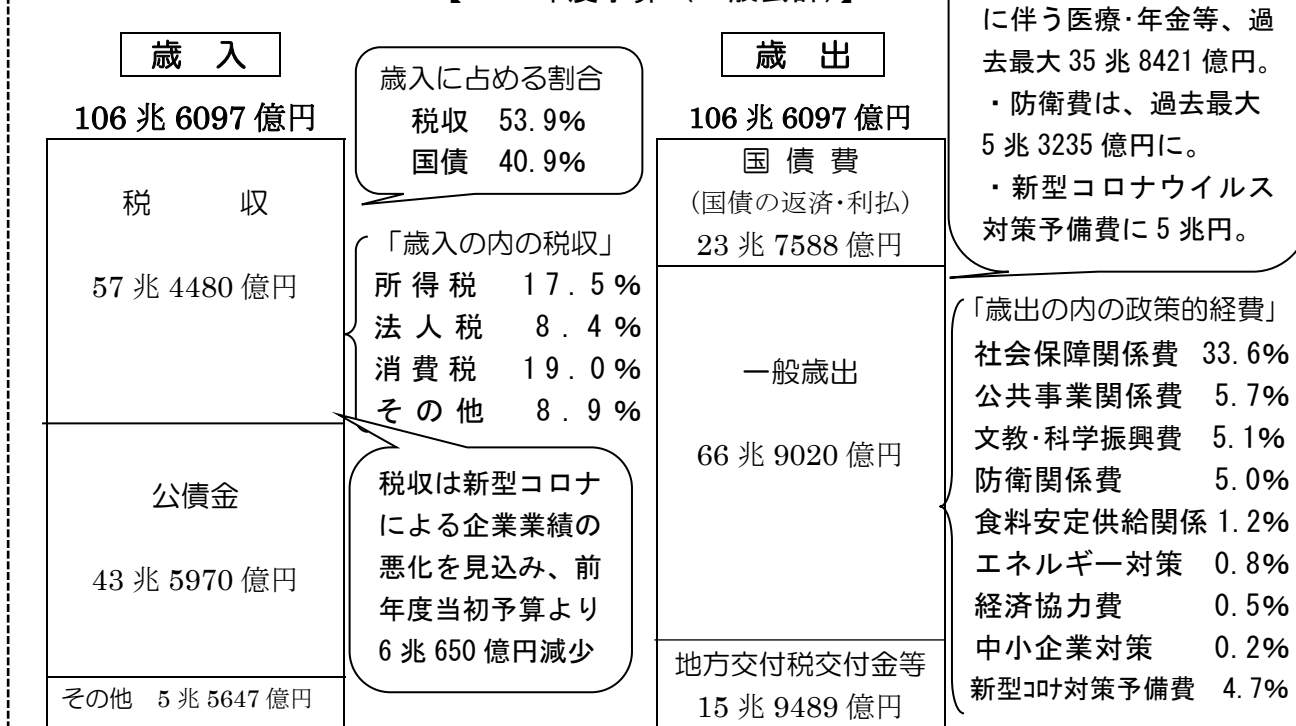 歳 入
106 兆 6097 億円
税 収
57 兆 4480 億円
公債金
43 兆 5970 億円
その他 5 兆 5647 億円
歳入に占める割合
税収 53.9%
国債 40.9%
「歳入の内の税収」
所得税 17.5%
法人税 8.4%
消費税 19.0%
その他 8.9%
税収は新型コロナ
による企業業績の
悪化を見込み、前
年度当初予算より
6 兆 650 億円減少
歳 出
106 兆 6097 億円
国 債 費
(国債の返済･利払)
23 兆 7588 億円
一般歳出
66 兆 9020 億円
地方交付税交付金等
15 兆 9489 億円
に伴う医療･年金等、過
去最大 35 兆 8421 億円。
・防衛費は、過去最大
5 兆 3235 億円に。
・新型コロナウイルス
対策予備費に 5 兆円。
「歳出の内の政策的経費」
社会保障関係費 33.6%
公共事業関係費 5.7%
文教･科学振興費 5.1%
防衛関係費 5.0%
食料安定供給関係 1.2%
エネルギー対策 0.8%
経済協力費 0.5%
中小企業対策 0.2%
新型ｺﾛﾅ対策予備費 4.7%